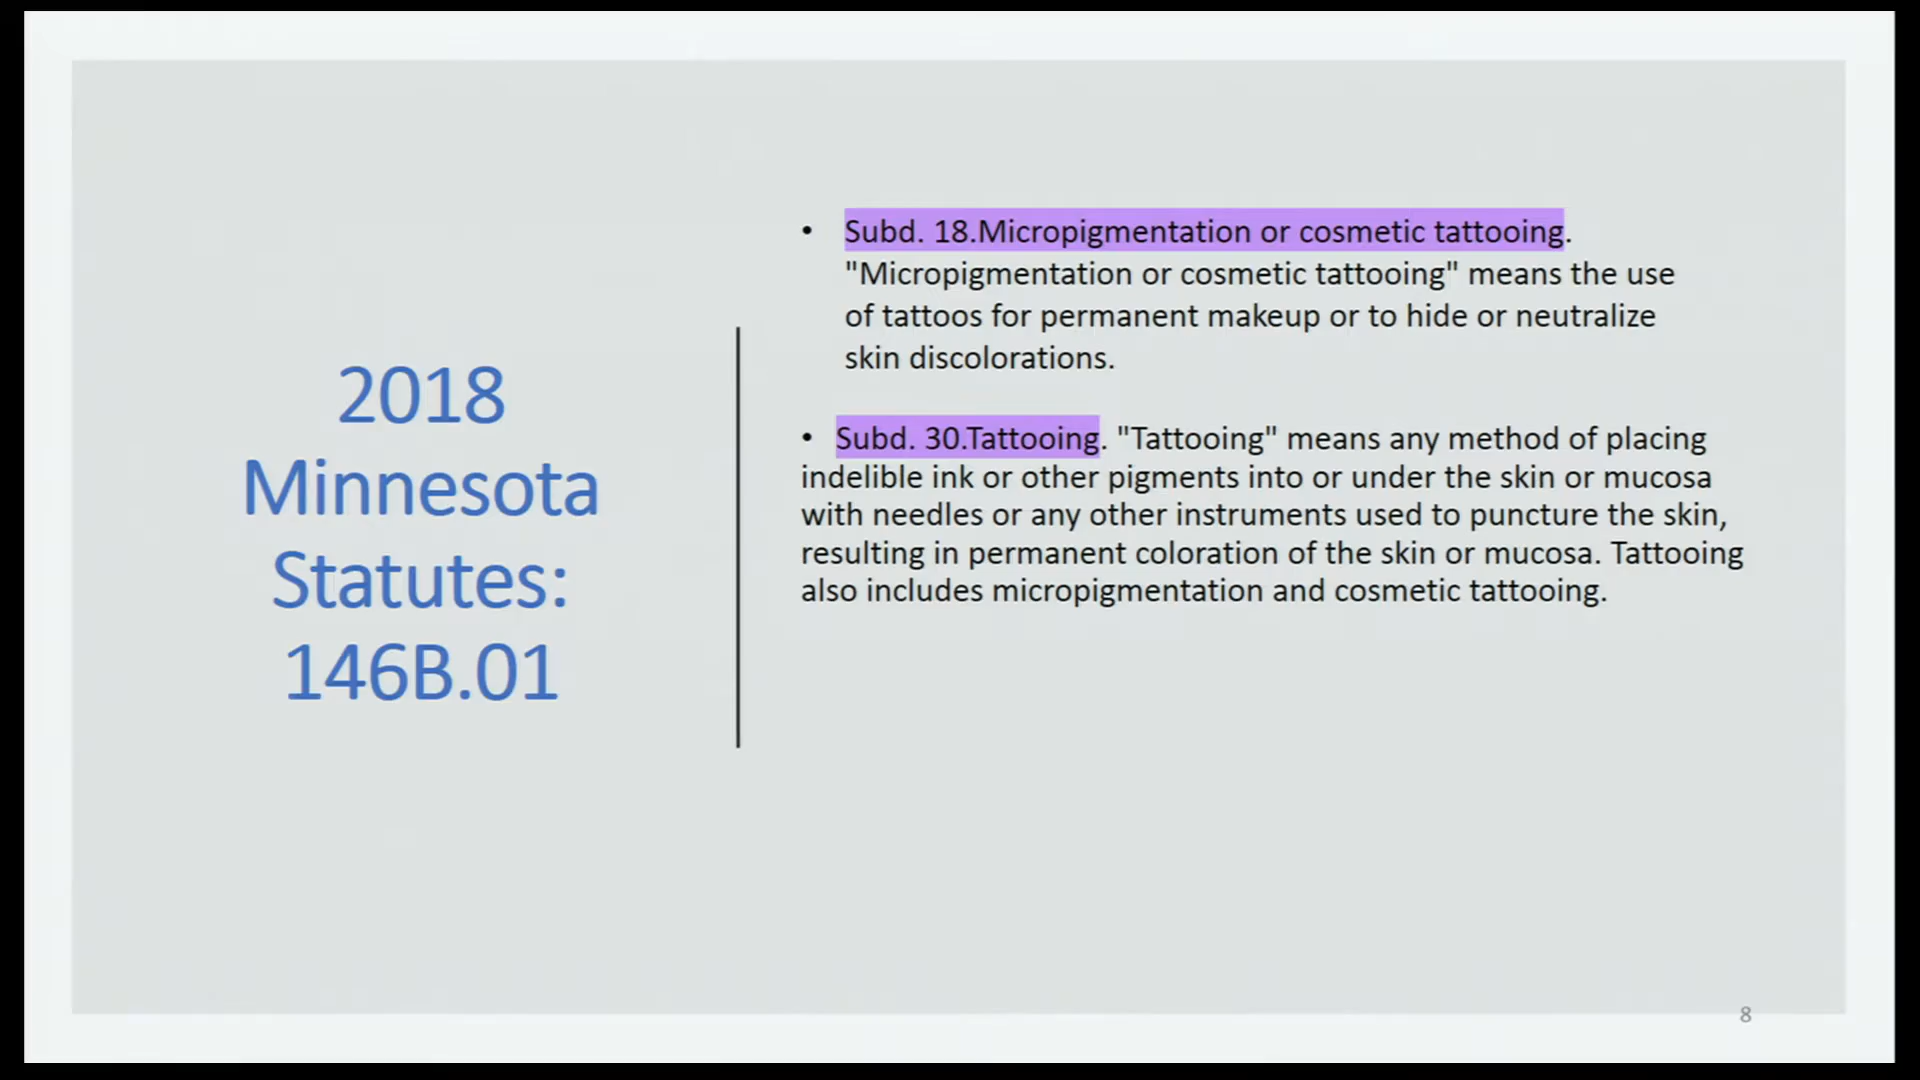 2018
Minnesota
Statutes:
146B.01
• Subd. 18.Micropigmentation or cosmetic tattooing.
"Micropigmentation or cosmetic tattooing" means the use
of tattoos for permanent makeup or to hide or neutralize
skin discolorations.
• Subd. 30.Tattooing. "Tattooing" means any method of placing
indelible ink or other pigments into or under the skin or mucosa
with needles or any other instruments used to puncture the skin,
resulting in permanent coloration of the skin or mucosa. Tattooing
also includes micropigmentation and cosmetic tattooing.
8